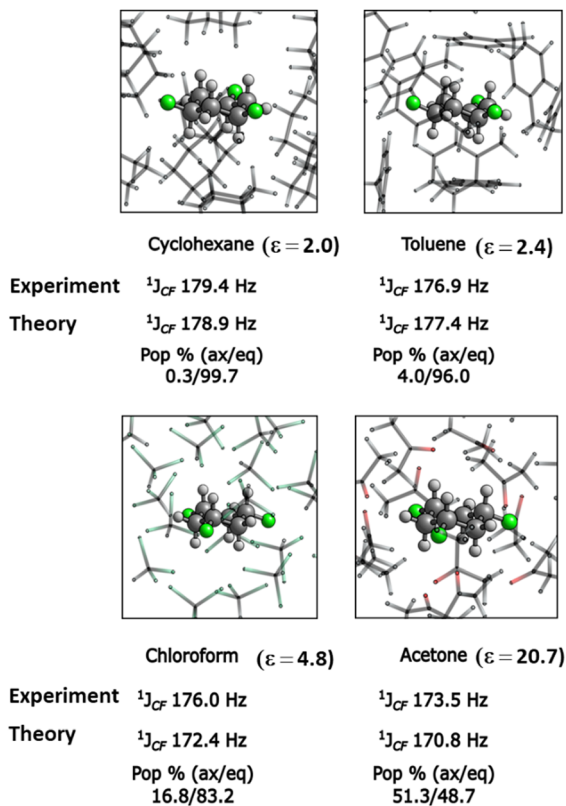 Cyclohexane (ε = 2.0) Toluene (ε = 2.4)
Experiment ¹J_CF 179.4 Hz ¹J_CF 176.9 Hz
Theory ¹J_CF 178.9 Hz ¹J_CF 177.4 Hz
Pop % (ax/eq) Pop % (ax/eq)
0.3/99.7 4.0/96.0
Chloroform (ε = 4.8) Acetone (ε = 20.7)
Experiment ¹J_CF 176.0 Hz ¹J_CF 173.5 Hz
Theory ¹J_CF 172.4 Hz ¹J_CF 170.8 Hz
Pop % (ax/eq) Pop % (ax/eq)
16.8/83.2 51.3/48.7